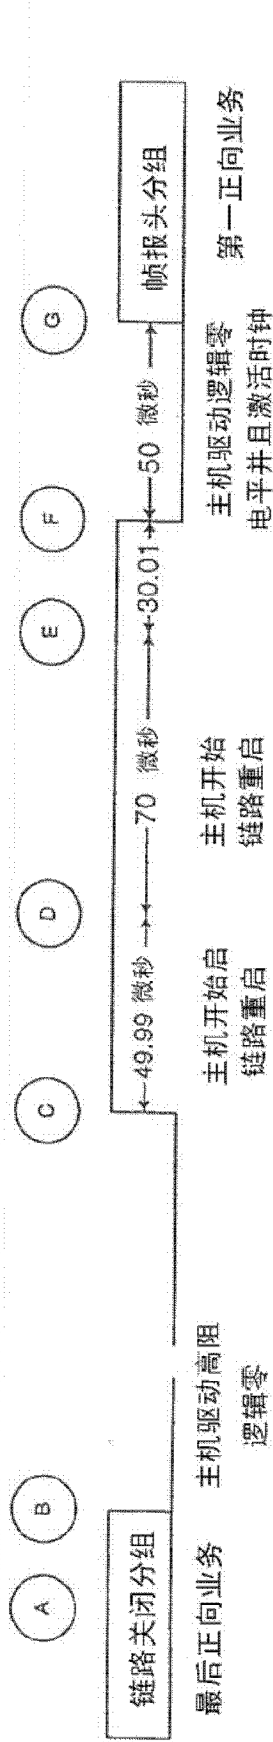 A
B
C
D
E
F
G
链路关闭分组
49.99 微秒
70 微秒
30.01
50 微秒
帧报头分组
最后正向业务
主机驱动高阻
逻辑零
主机开始启
链路重启
主机开始
链路重启
主机驱动逻辑零
电平并且激活时钟
第一正向业务